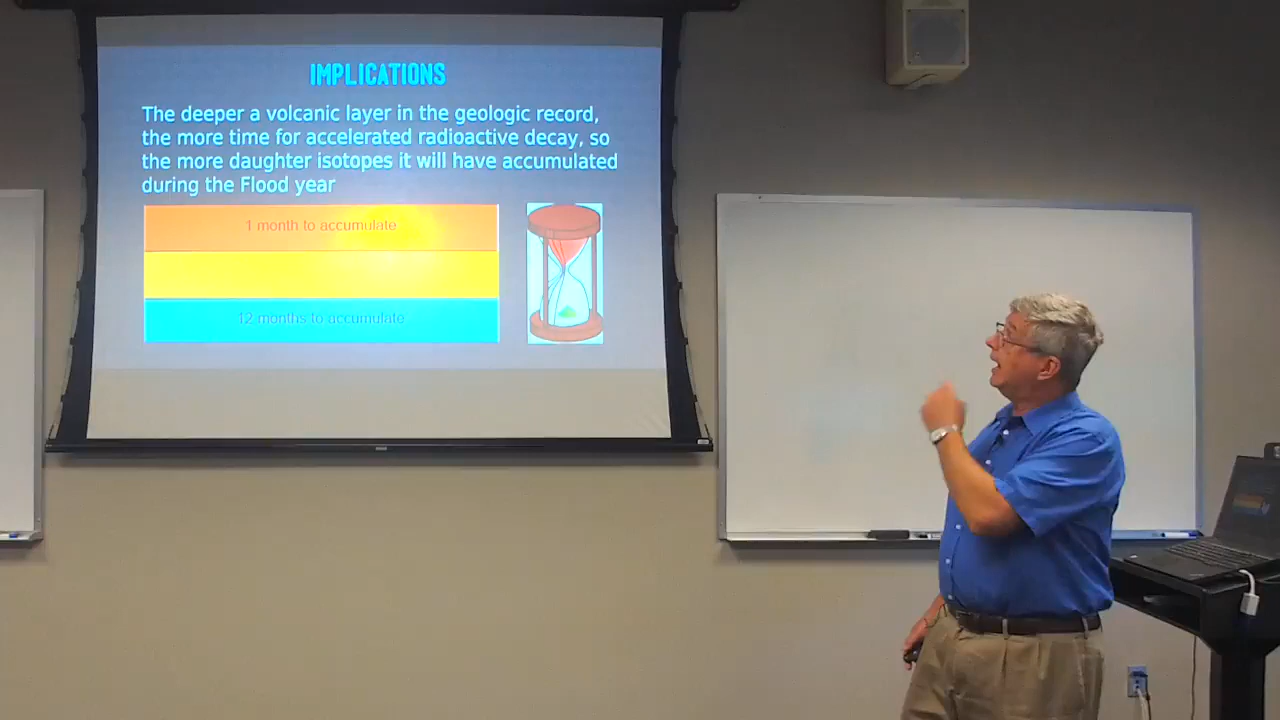 IMPLICATIONS
The deeper a volcanic layer in the geologic record,
the more time for accelerated radioactive decay, so
the more daughter isotopes it will have accumulated
during the Flood year
1 month to accumulate
12 months to accumulate